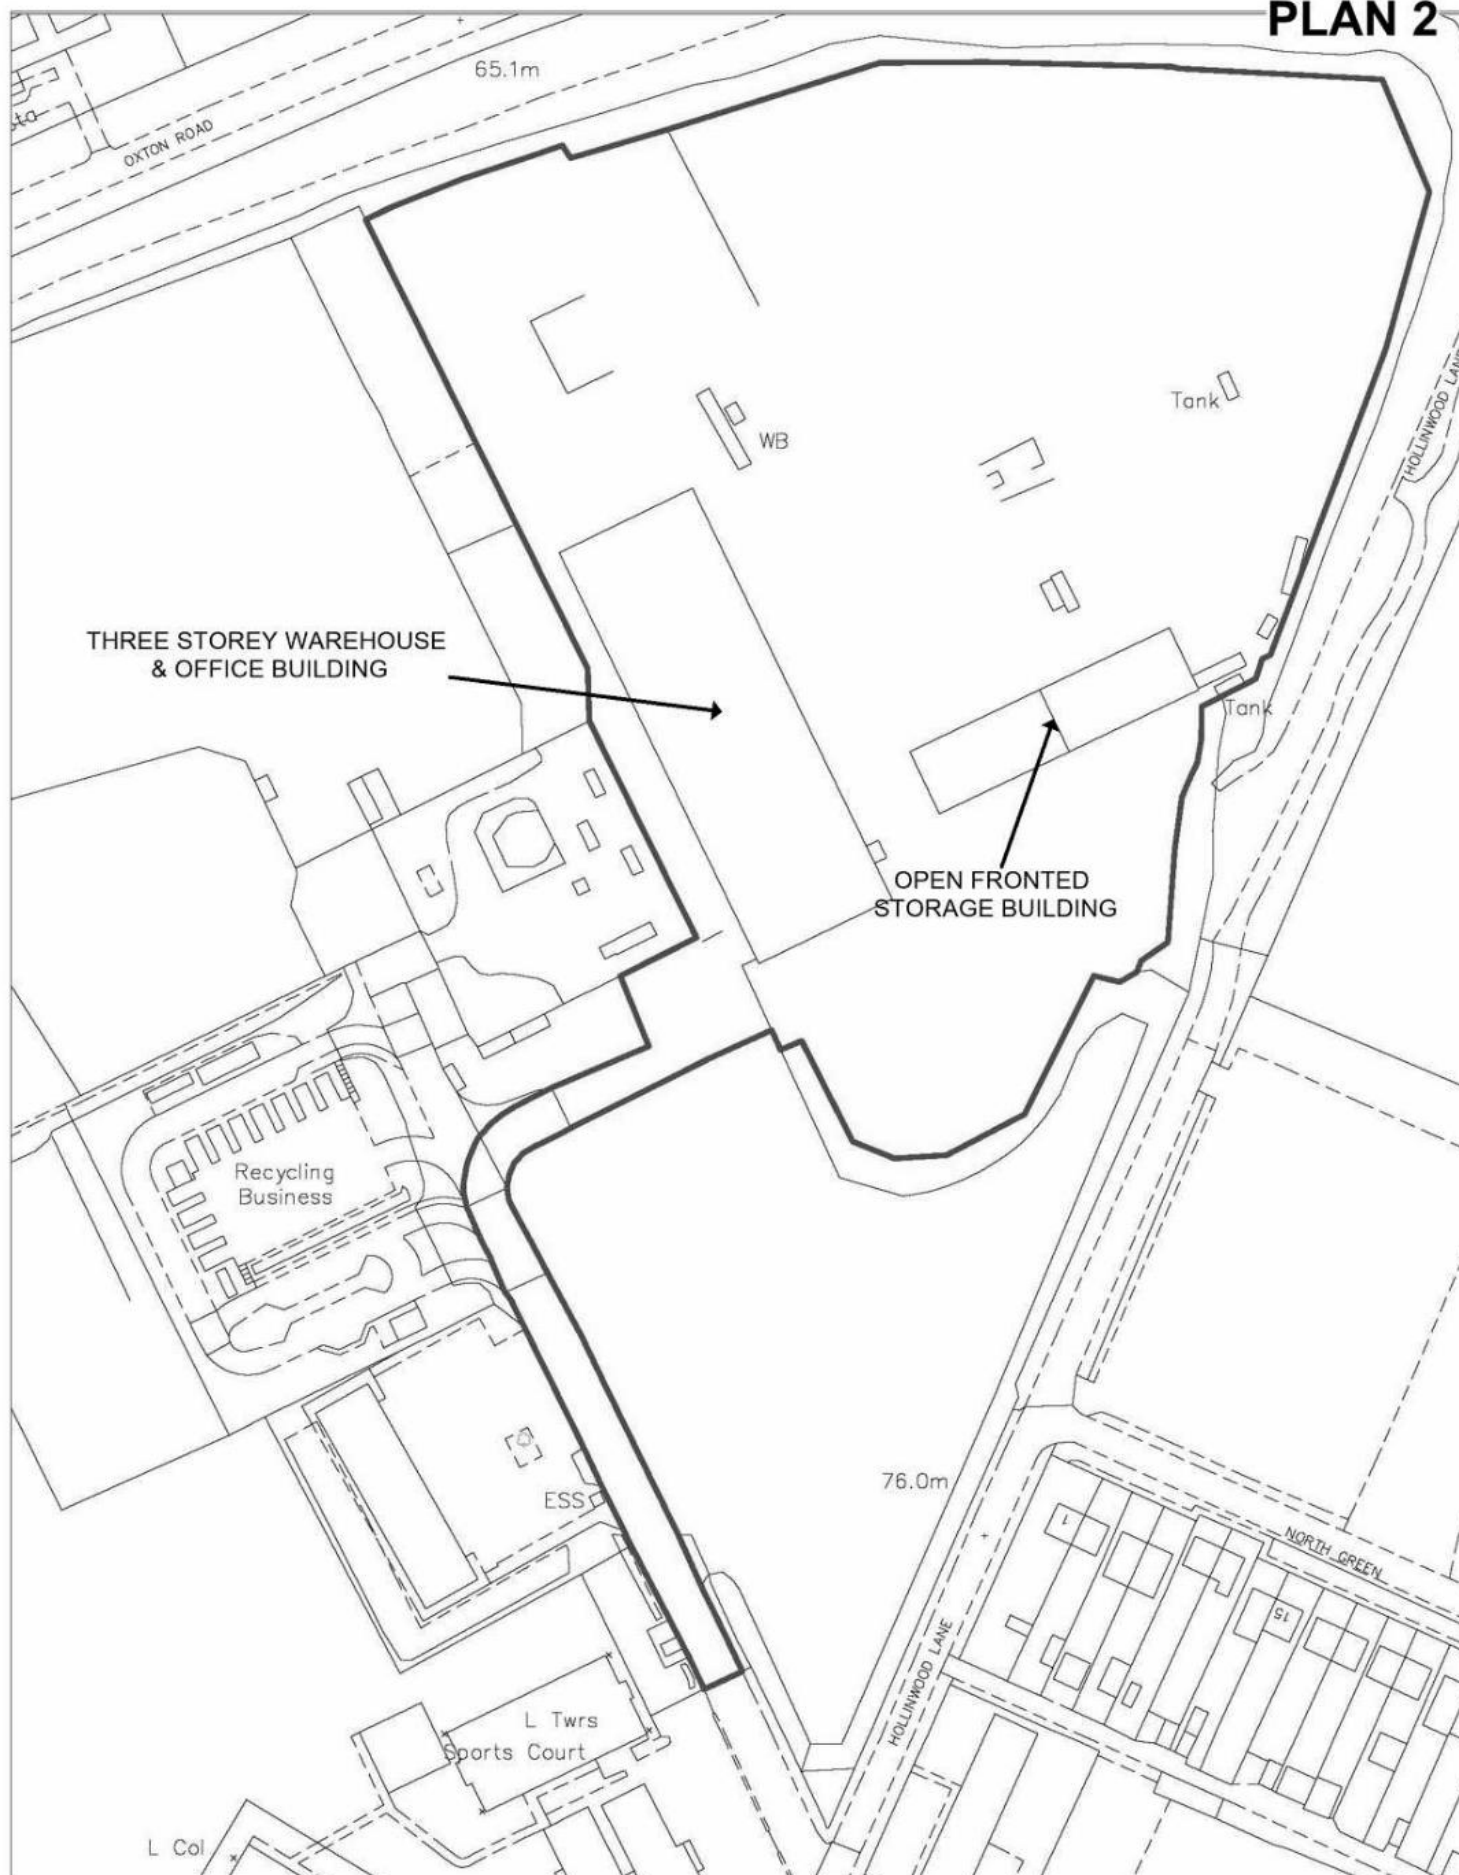 PLAN 2
65.1m
OXTON ROAD
Tank
HOLLINWOOD LANE
WB
THREE STOREY WAREHOUSE
& OFFICE BUILDING
Tank
OPEN FRONTED
STORAGE BUILDING
Recycling
Business
76.0m
ESS
1
NORTH GREEN
15
HOLLINWOOD LANE
L Twrs
Sports Court
L Col